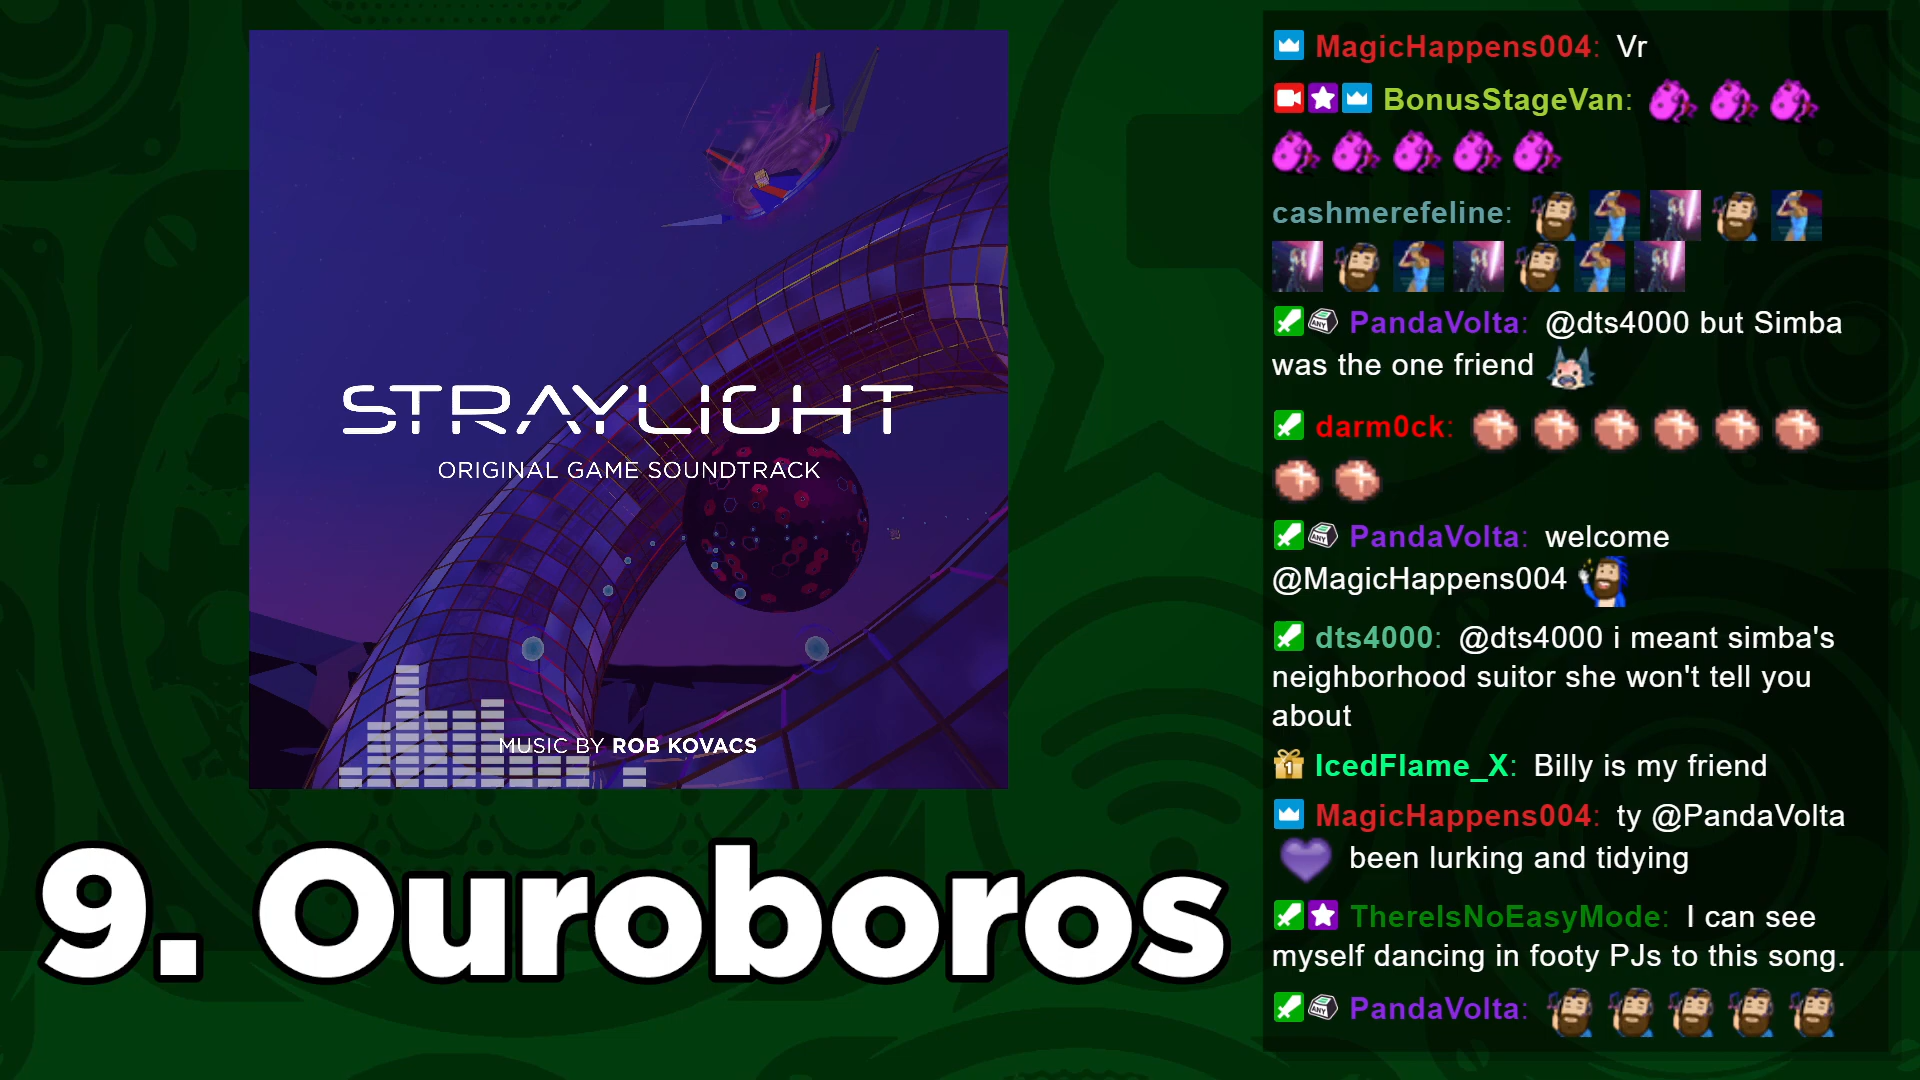 STRAYLIGHT
ORIGINAL GAME SOUNDTRACK
MUSIC BY ROB KOVACS
9. Ouroboros
MagicHappens004: Vr
BonusStageVan:
cashmerefeline:
PandaVolta: @dts4000 but Simba
was the one friend
darm0ck:
ANY PandaVolta: welcome
@MagicHappens004
dts4000: @dts4000 i meant simba's
neighborhood suitor she won't tell you
about
1 IcedFlame_X: Billy is my friend
MagicHappens004: ty @PandaVolta
been lurking and tidying
ThereIsNoEasyMode: I can see
myself dancing in footy PJs to this song.
ANY PandaVolta: